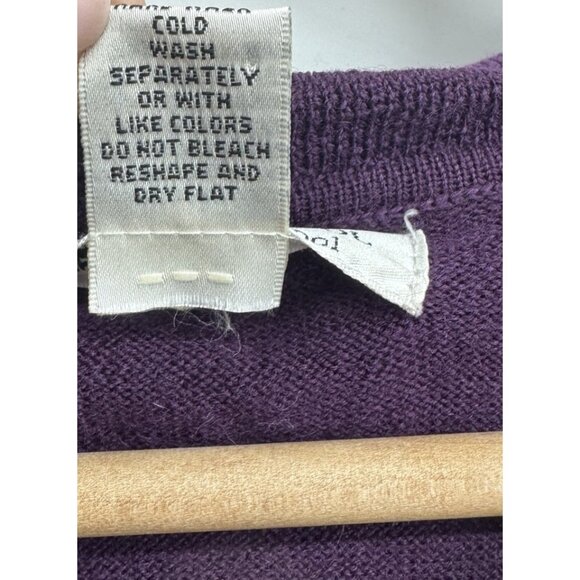 COLD
WASH
SEPARATELY
OR WITH
LIKE COLORS
DO NOT BLEACH
RESHAPE AND
DRY FLAT